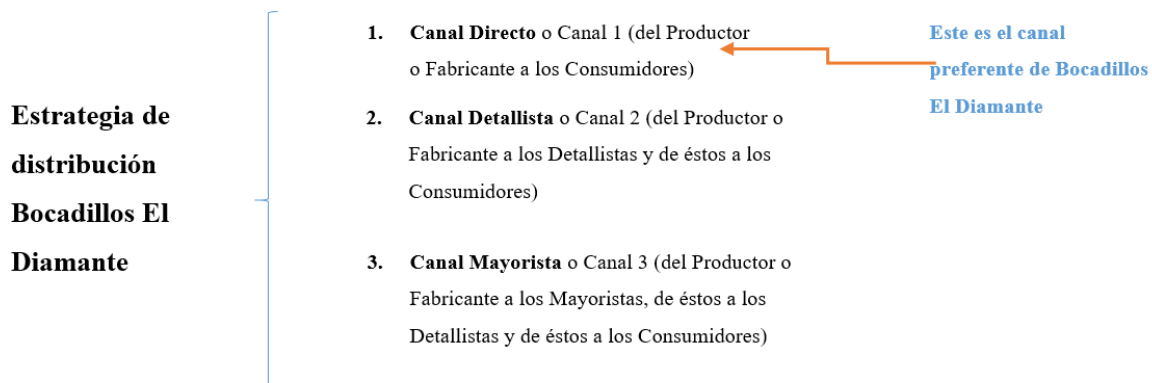 Estrategia de
distribución
Bocadillos El
Diamante
1. Canal Directo o Canal 1 (del Productor
o Fabricante a los Consumidores)
2. Canal Detallista o Canal 2 (del Productor o
Fabricante a los Detallistas y de éstos a los
Consumidores)
3. Canal Mayorista o Canal 3 (del Productor o
Fabricante a los Mayoristas, de éstos a los
Detallistas y de éstos a los Consumidores)
Este es el canal
preferente de Bocadillos
El Diamante